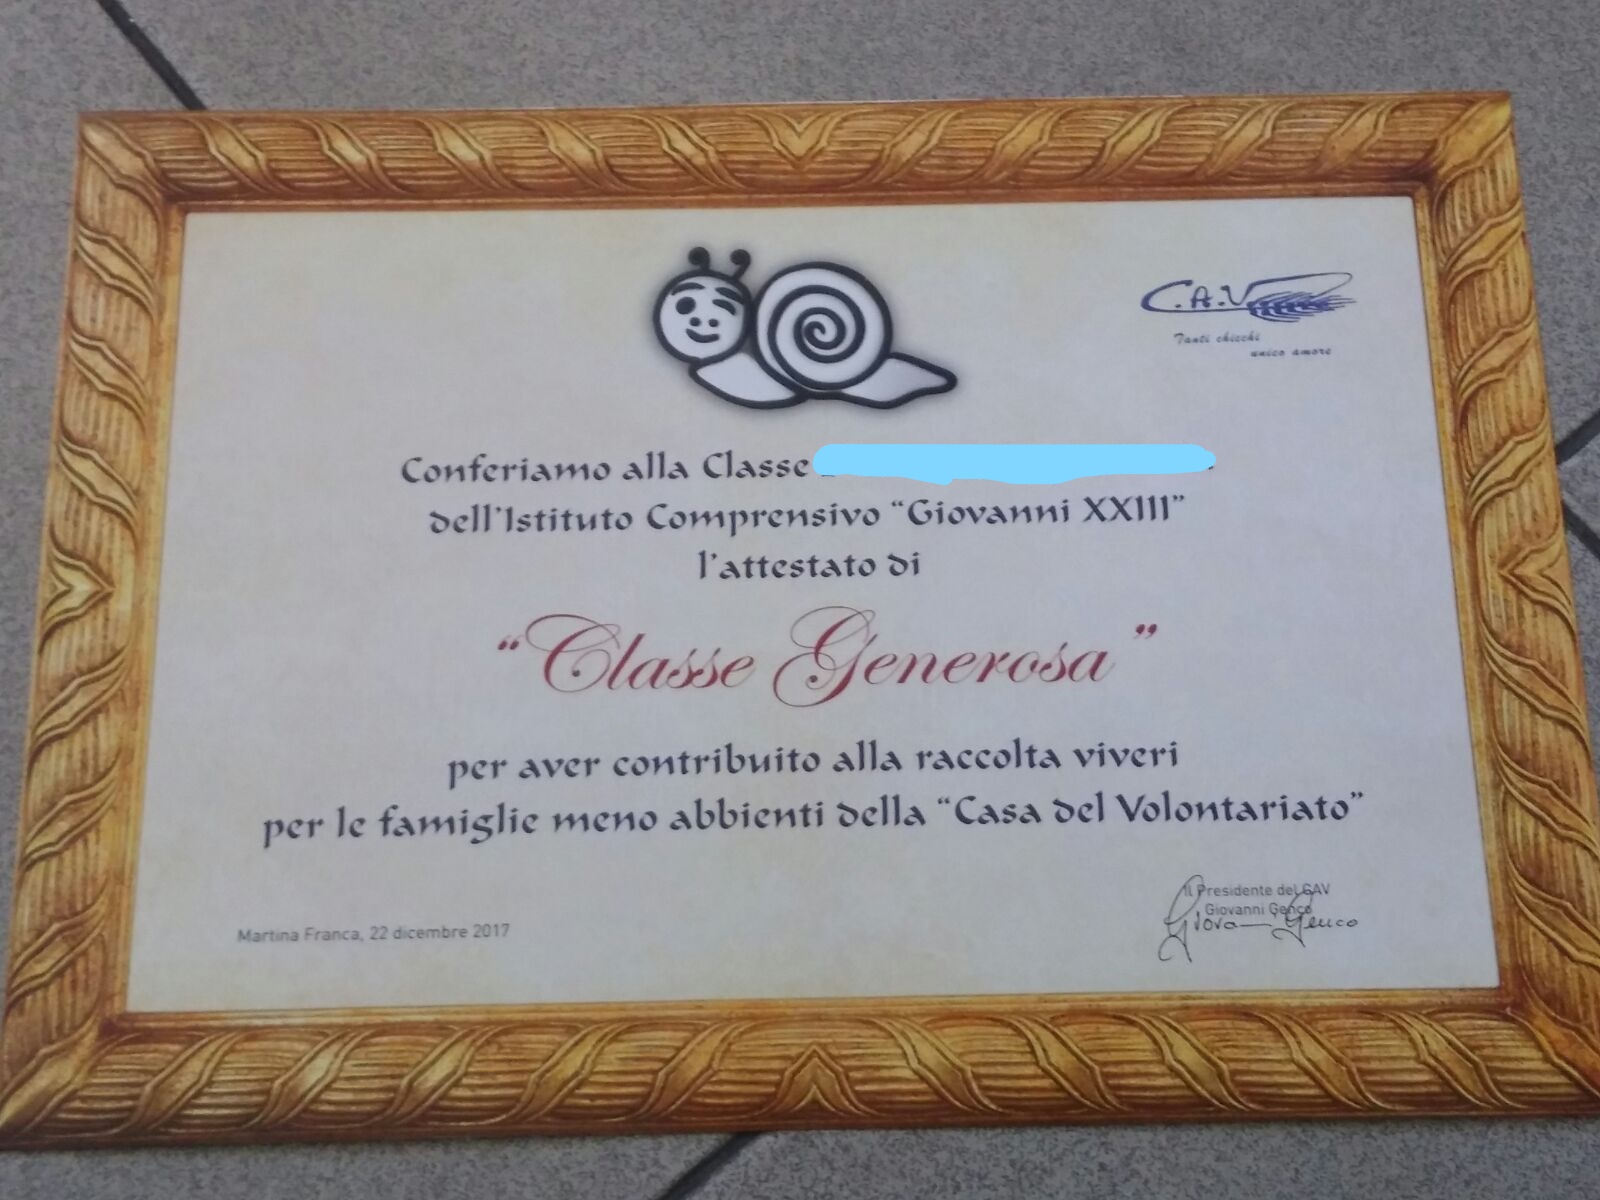 C.A.V.
Tanti chicchi
unico amore
Conferiamo alla Classe
dell'Istituto Comprensivo "Giovanni XXIII"
l'attestato di
"Classe Generosa"
per aver contribuito alla raccolta viveri
per le famiglie meno abbienti della "Casa del Volontariato"
Il Presidente del CAV
Giovanni Genco
Giova Genco
Martina Franca, 22 dicembre 2017